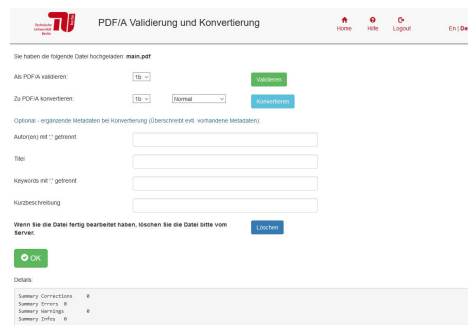 Technische
Universität
Berlin
PDF/A Validierung und Konvertierung
Home
Hilfe
Logout
En | De
Sie haben die folgende Datei hochgeladen: main.pdf
Als PDF/A validieren:
1b
Validieren
Zu PDF/A konvertieren:
1b
Normal
Konvertieren
Optional - ergänzende Metadaten bei Konvertierung (Überschreibt evtl. vorhandene Metadaten):
Autor(en) mit ';' getrennt
Titel
Keywords mit ';' getrennt
Kurzbeschreibung
Wenn Sie die Datei fertig bearbeitet haben, löschen Sie die Datei bitte vom
Server.
Löschen
OK
Details:
Summary Corrections 0
Summary Errors 0
Summary Warnings 0
Summary Infos 0